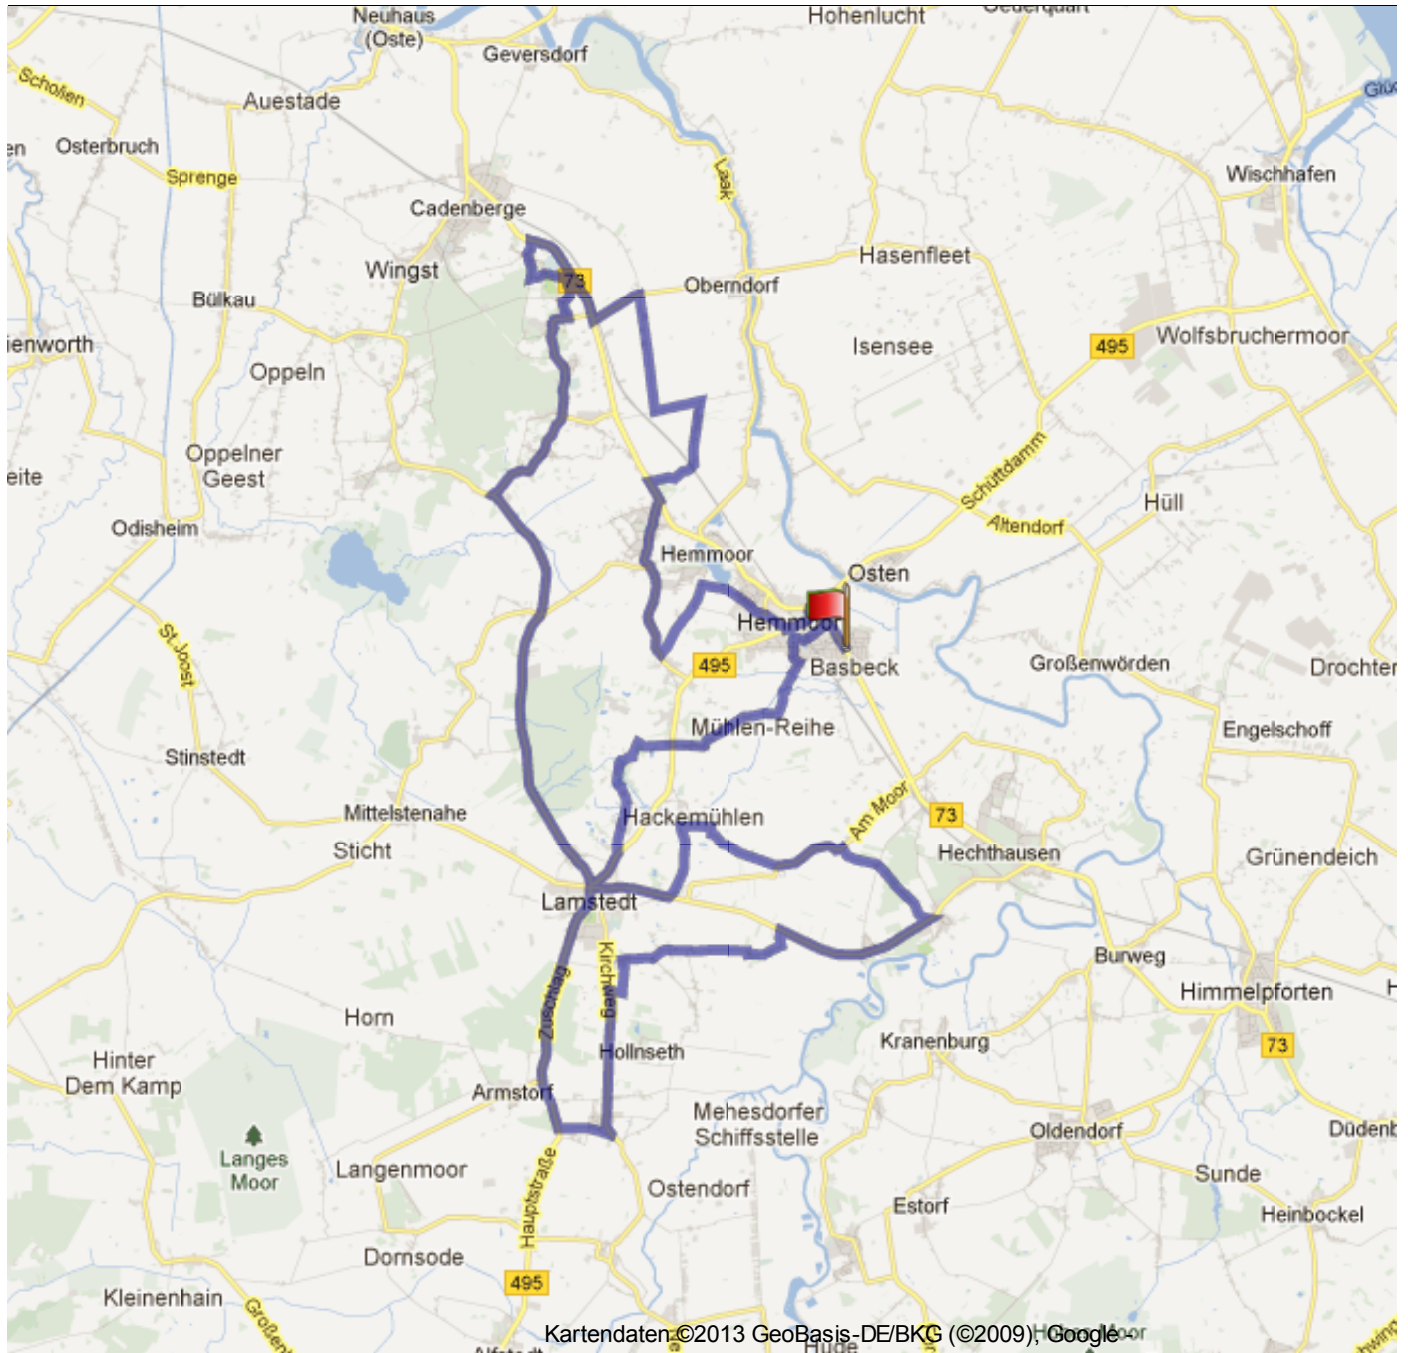 Neuhaus
(Oste)
Hohenlucht
Oederquart
Geversdorf
Schoßen
Auestade
Osterbruch
Sprenge
Laak
Wischhafen
Cadenberge
Hasenfleet
Wingst
73
Oberndorf
Bülkau
Isensee
495
Wolfsbruchermoor
Oppeln
Oppelner
Geest
Schüttdamm
Hüll
Odisheim
Altendorf
Hemmoor
Osten
Hemmoor
St.Joost
495
Basbeck
Großenwörden
Drochter
Mühlen-Reihe
Engelschoff
Stinstedt
Mittelstenahe
Hackemühlen
Am Moor
73
Sticht
Hechthausen
Grünendeich
Lamstedt
Kirchweg
Burweg
Zuschlag
Himmelpforten
Horn
Hollnseth
Kranenburg
73
Hinter
Dem Kamp
Armstorf
Mehesdorfer
Schiffsstelle
Oldendorf
Düdenb
Langes
Moor
Langenmoor
Hauptstraße
Ostendorf
Sunde
Estorf
Heinbockel
Dornsode
495
Kleinenhain
Kartendaten ©2013 GeoBasis-DE/BKG (©2009), Google -